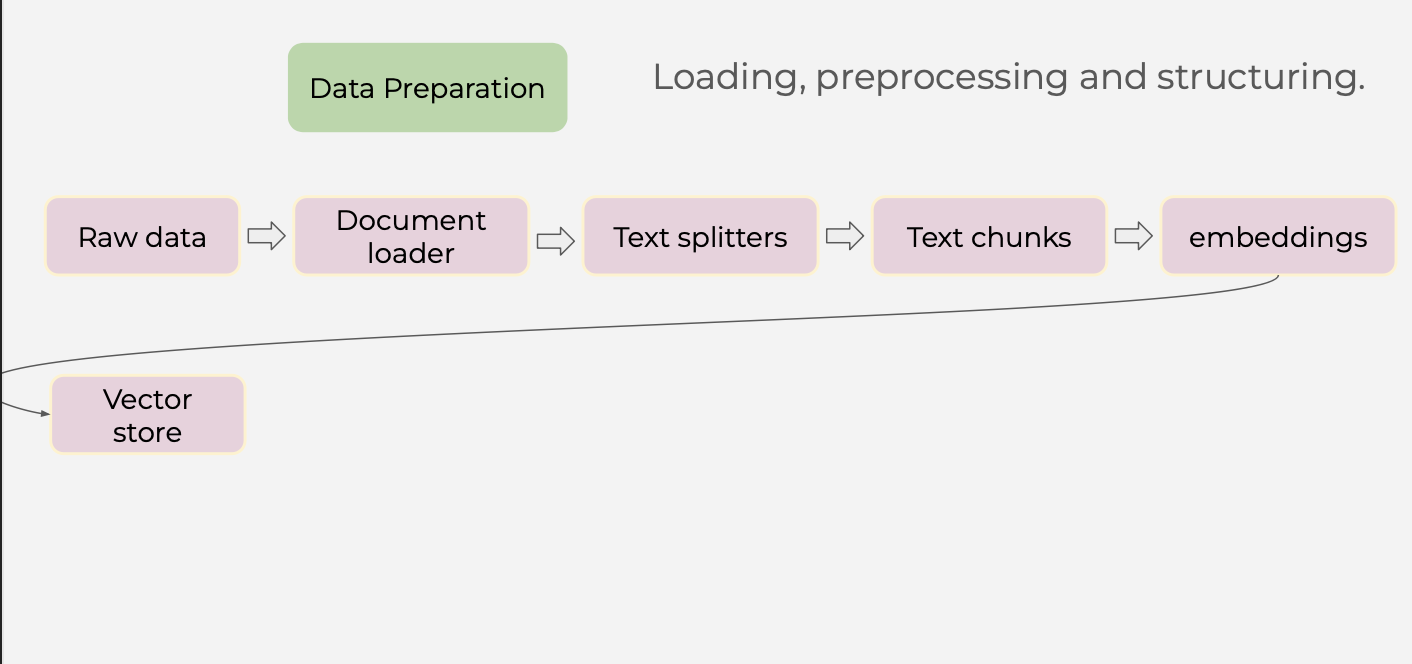 Data Preparation
Loading, preprocessing and structuring.
Raw data
Document
loader
Text splitters
Text chunks
embeddings
Vector
store